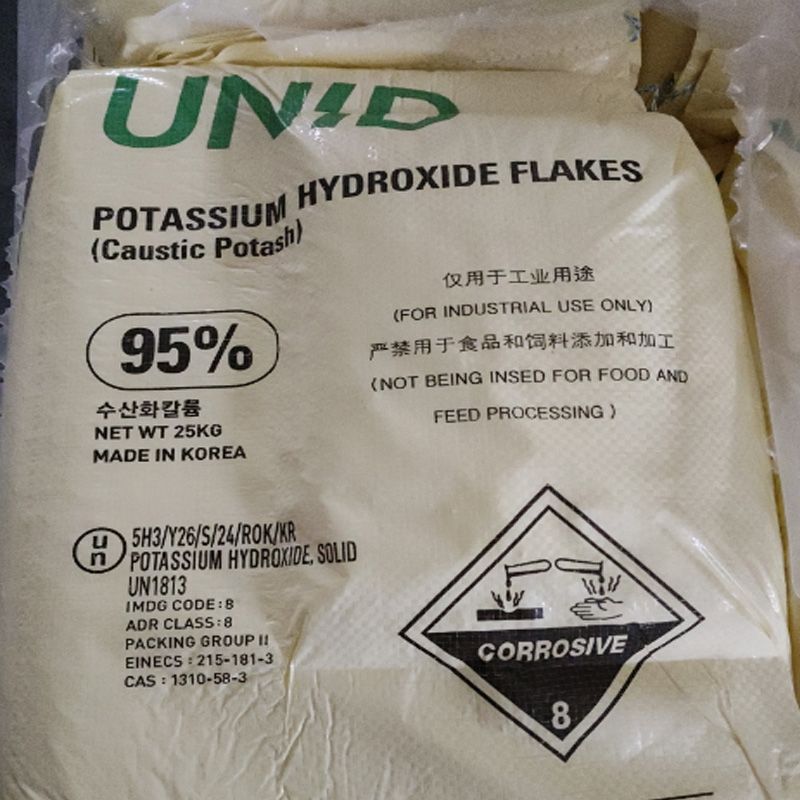 UNID
POTASSIUM HYDROXIDE FLAKES
(Caustic Potash)
95%
수산화칼륨
NET WT 25KG
MADE IN KOREA
仅用于工业用途
(FOR INDUSTRIAL USE ONLY)
严禁用于食品和饲料添加和加工
(NOT BEING INSED FOR FOOD AND
FEED PROCESSING )
un
5H3/Y26/S/24/ROK/KR
POTASSIUM HYDROXIDE, SOLID
UN1813
IMDG CODE : 8
ADR CLASS : 8
PACKING GROUP II
EINECS : 215-181-3
CAS : 1310-58-3
CORROSIVE
8